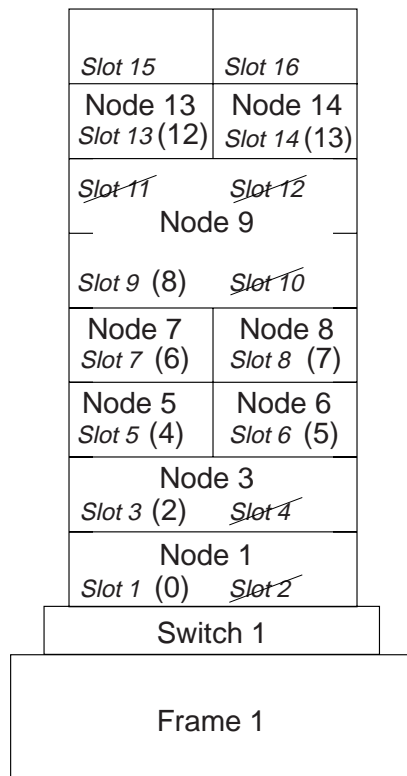 Slot 15 Slot 16
Node 13 Node 14
Slot 13 (12) Slot 14 (13)
Slot 11 Slot 12
Node 9
Slot 9 (8) Slot 10
Node 7 Node 8
Slot 7 (6) Slot 8 (7)
Node 5 Node 6
Slot 5 (4) Slot 6 (5)
Node 3
Slot 3 (2) Slot 4
Node 1
Slot 1 (0) Slot 2
Switch 1
Frame 1